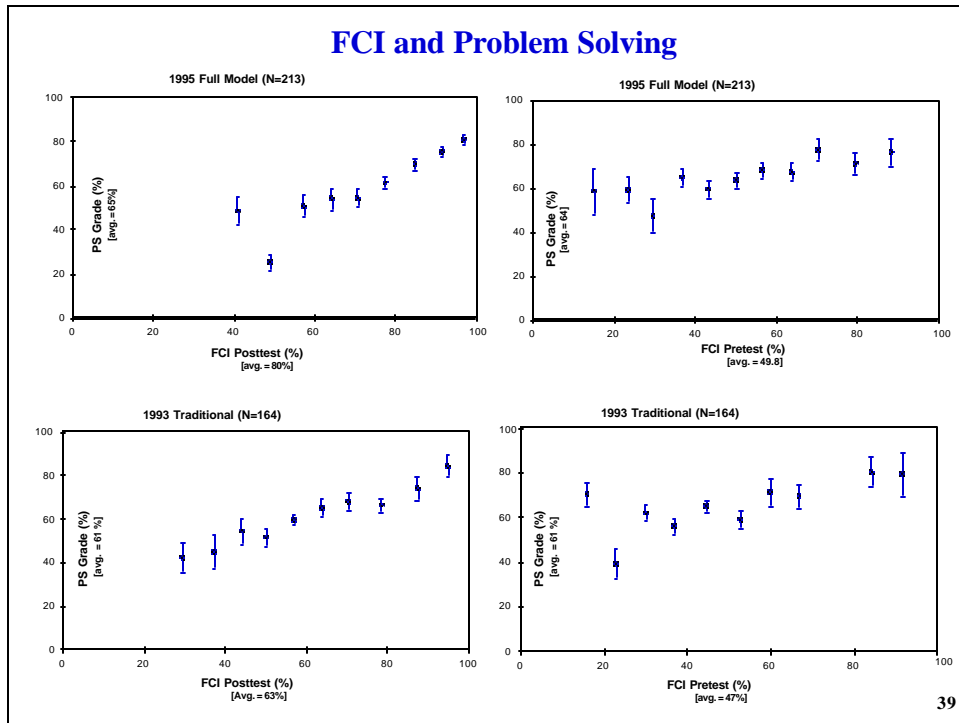 FCI and Problem Solving
1995 Full Model (N=213)
100
80
60
40
20
0
PS Grade (%)
[avg. = 65%]
0 20 40 60 80 100
FCI Posttest (%)
[avg. = 80%]
1995 Full Model (N=213)
100
80
60
40
20
0
PS Grade (%)
[avg. = 64]
0 20 40 60 80 100
FCI Pretest (%)
[avg. = 49.8]
1993 Traditional (N=164)
100
80
60
40
20
0
PS Grade (%)
[avg. = 61 %]
0 20 40 60 80 100
FCI Posttest (%)
[Avg. = 63%]
1993 Traditional (N=164)
100
80
60
40
20
0
PS Grade (%)
[avg. = 61 %]
0 20 40 60 80 100
FCI Pretest (%)
[avg. = 47%]
39